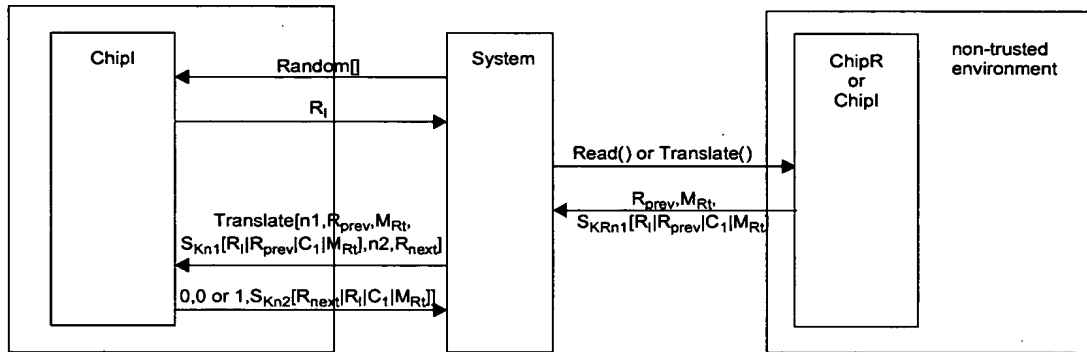 ChipI
System
ChipR
or
ChipI
non-trusted
environment
Random[]
R_I
Read() or Translate()
R_prev,M_Rt,
S_KRn1[R_I|R_prev|C_1|M_Rt
Translate[n1,R_prev,M_Rt,
S_Kn1[R_I|R_prev|C_1|M_Rt],n2,R_next]
0,0 or 1,S_Kn2[R_next|R_I|C_1|M_Rt]]